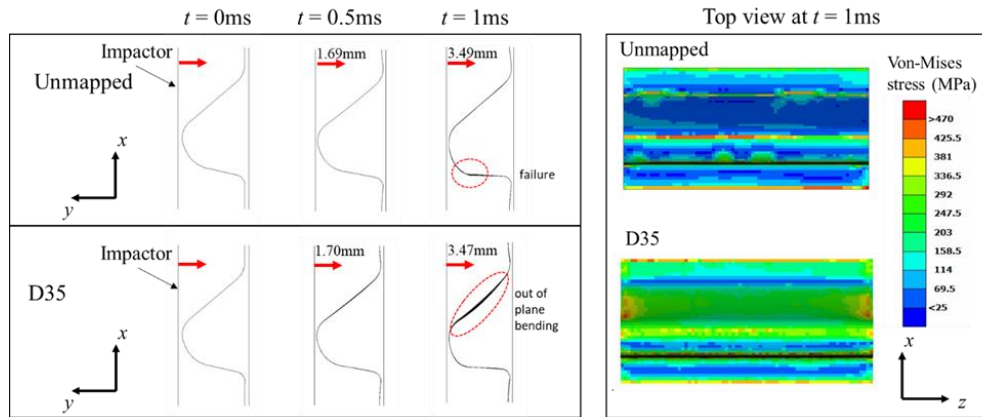 t = 0ms
t = 0.5ms
t = 1ms
Top view at t = 1ms
Impactor
Unmapped
1.69mm
3.49mm
x
y
failure
Impactor
D35
1.70mm
3.47mm
out of
plane
bending
x
y
Unmapped
Von-Mises
stress (MPa)
>470
425.5
381
336.5
292
247.5
203
158.5
114
69.5
<25
D35
x
z